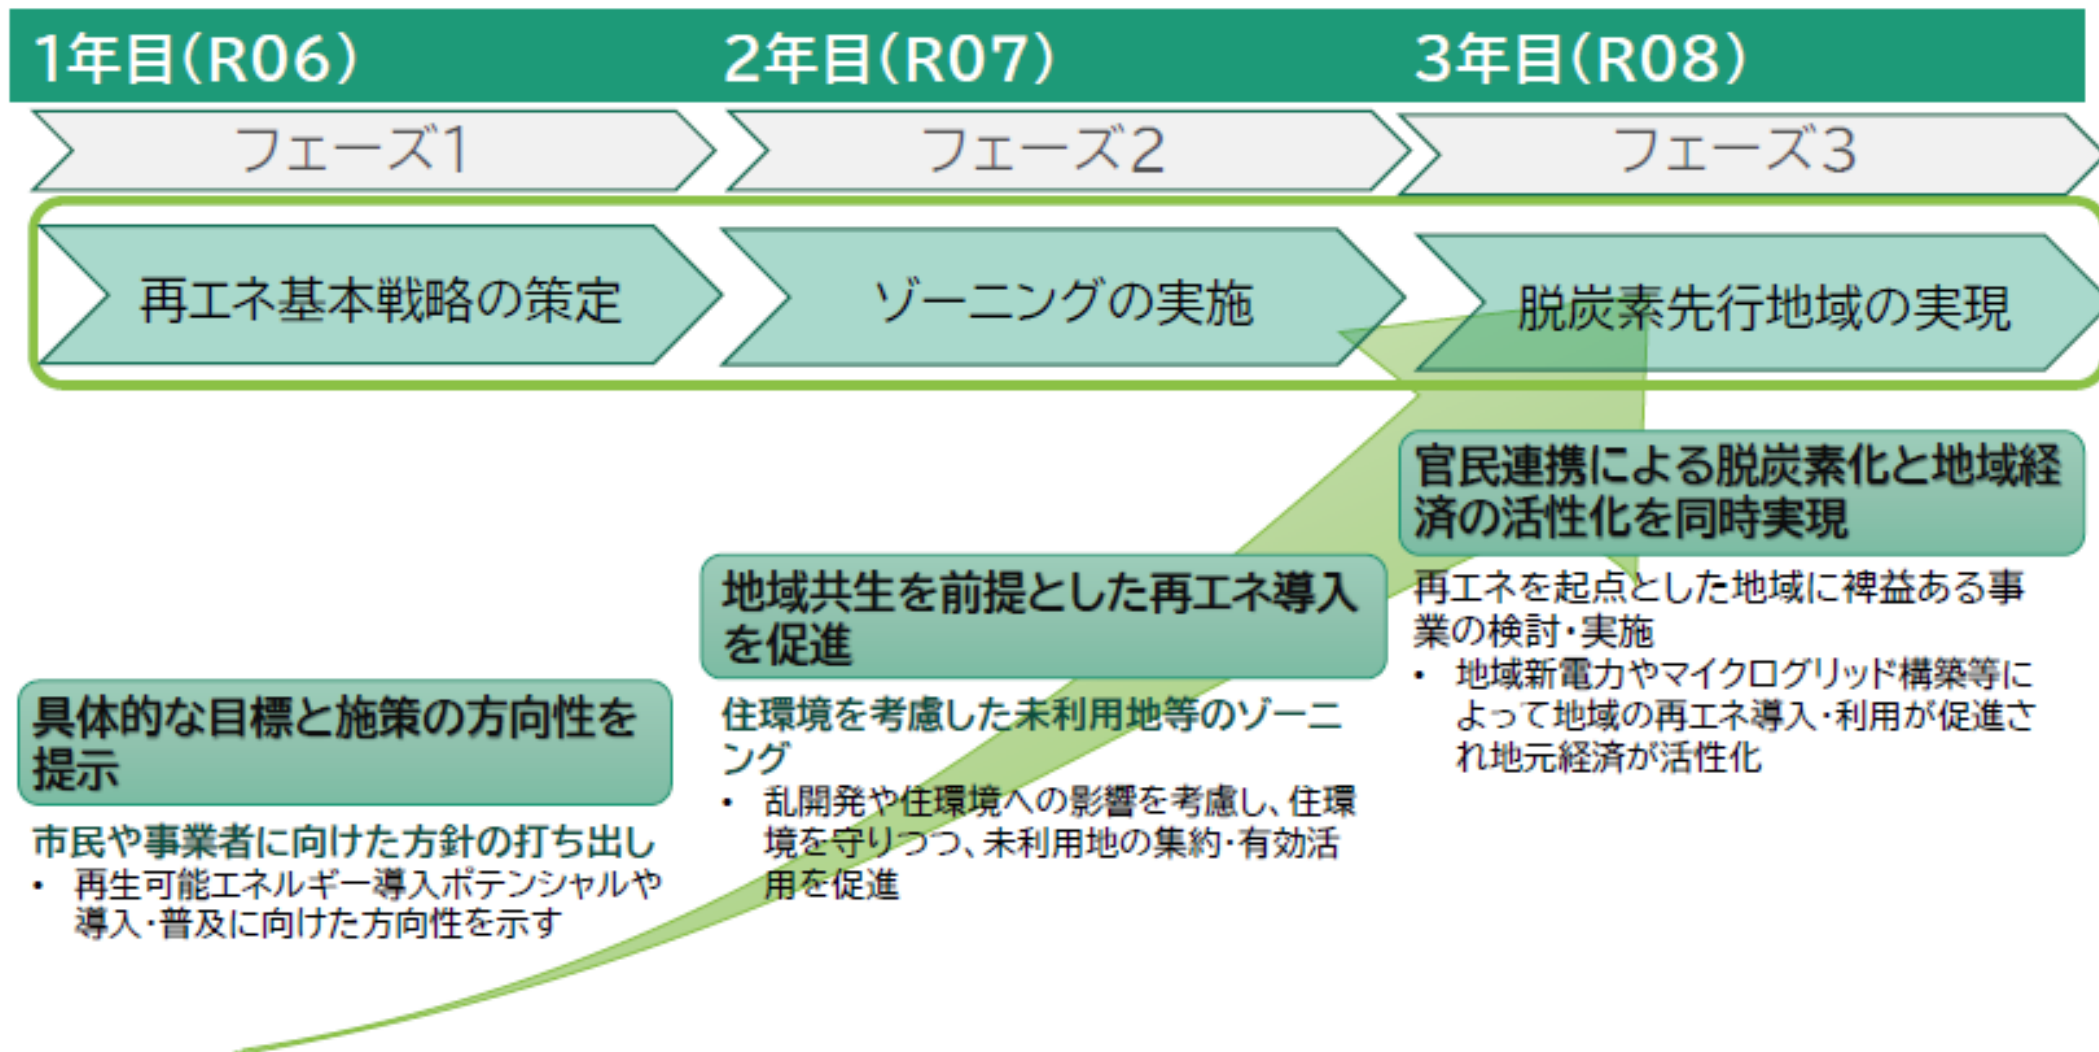 1年目(R06)
2年目(R07)
3年目(R08)
フェーズ1
フェーズ2
フェーズ3
再エネ基本戦略の策定
ゾーニングの実施
脱炭素先行地域の実現
具体的な目標と施策の方向性を
提示
市民や事業者に向けた方針の打ち出し
• 再生可能エネルギー導入ポテンシャルや
導入・普及に向けた方向性を示す
地域共生を前提とした再エネ導入
を促進
住環境を考慮した未利用地等のゾーニ
ング
• 乱開発や住環境への影響を考慮し、住環
境を守りつつ、未利用地の集約・有効活
用を促進
官民連携による脱炭素化と地域経
済の活性化を同時実現
再エネを起点とした地域に裨益ある事
業の検討・実施
• 地域新電力やマイクログリッド構築等に
よって地域の再エネ導入・利用が促進さ
れ地元経済が活性化